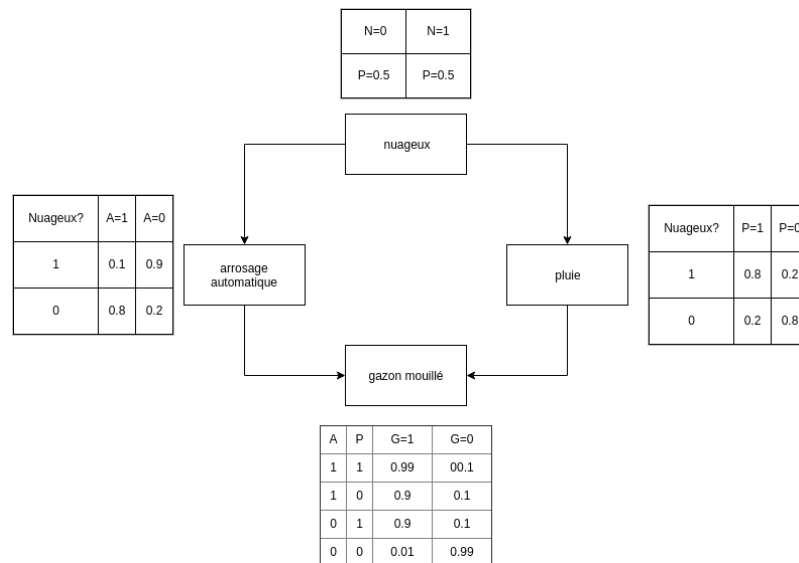 N=0 N=1
P=0.5 P=0.5
nuageux
Nuageux? A=1 A=0
1 0.1 0.9
0 0.8 0.2
arrosage
automatique
pluie
Nuageux? P=1 P=0
1 0.8 0.2
0 0.2 0.8
gazon mouillé
A P G=1 G=0
1 1 0.99 00.1
1 0 0.9 0.1
0 1 0.9 0.1
0 0 0.01 0.99